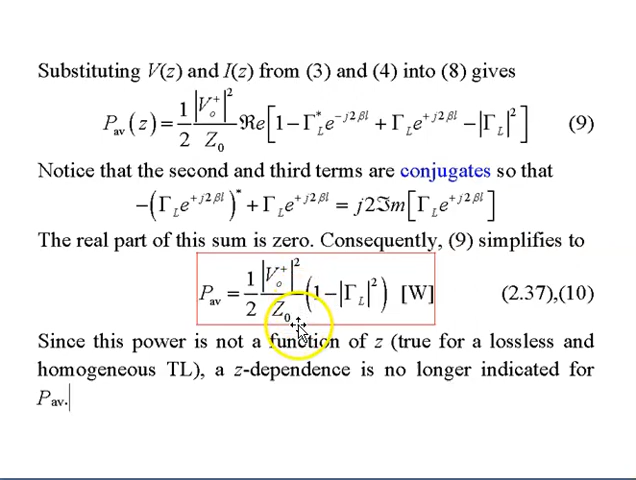 Substituting V(z) and I(z) from (3) and (4) into (8) gives
P_av(z) = 1/2 |V_o^+|^2/Z_0 ℜe[1 − Γ_L^* e^{−j2βl} + Γ_L e^{+j2βl} − |Γ_L|^2] (9)
Notice that the second and third terms are conjugates so that
−(Γ_L e^{+j2βl})^* + Γ_L e^{+j2βl} = j2ℑm[Γ_L e^{+j2βl}]
The real part of this sum is zero. Consequently, (9) simplifies to
P_av = 1/2 |V_o^+|^2/Z_0 (1 − |Γ_L|^2) [W] (2.37),(10)
Since this power is not a function of z (true for a lossless and
homogeneous TL), a z-dependence is no longer indicated for
P_av.